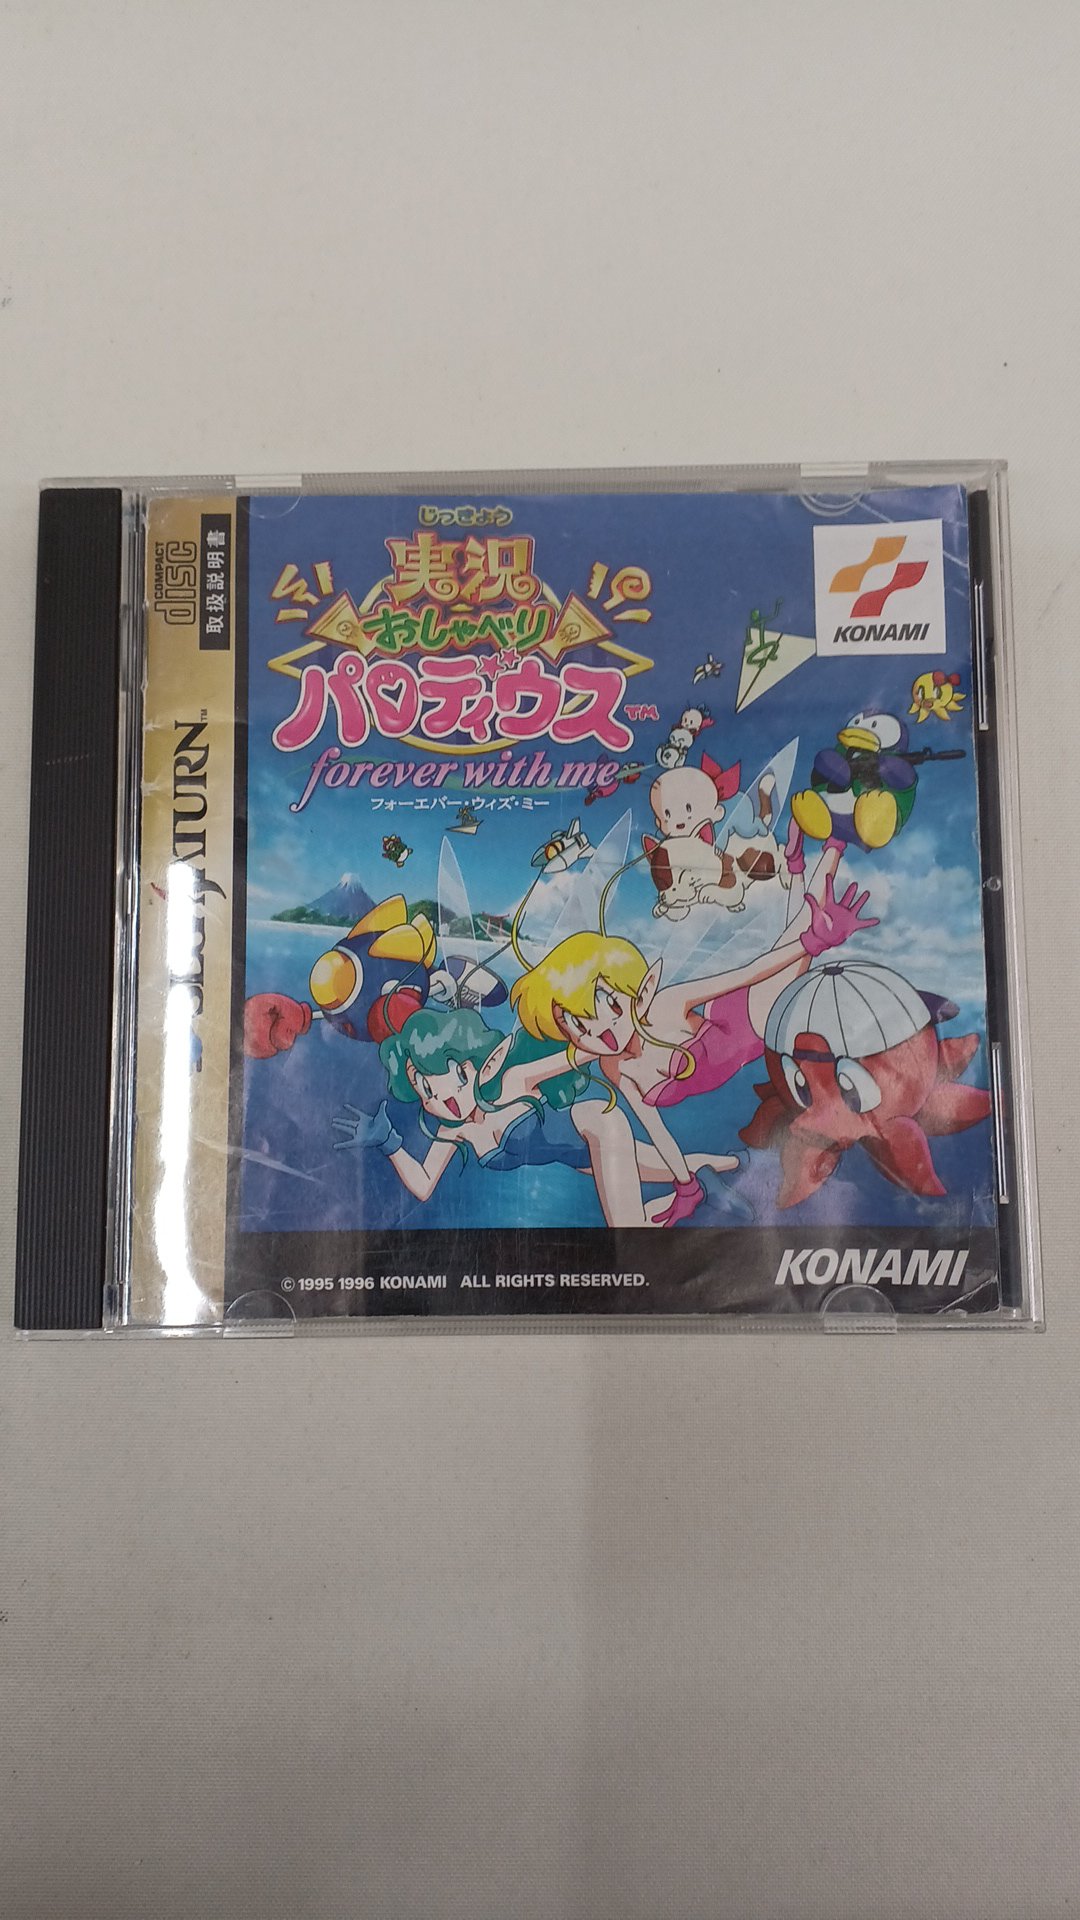 じっきょう
実況
おしゃべり
パロディウス TM
forever with me
フォーエバー・ウィズ・ミー
KONAMI
COMPACT
disc
取扱説明書
SEGA SATURN™
© 1995 1996 KONAMI ALL RIGHTS RESERVED.
KONAMI